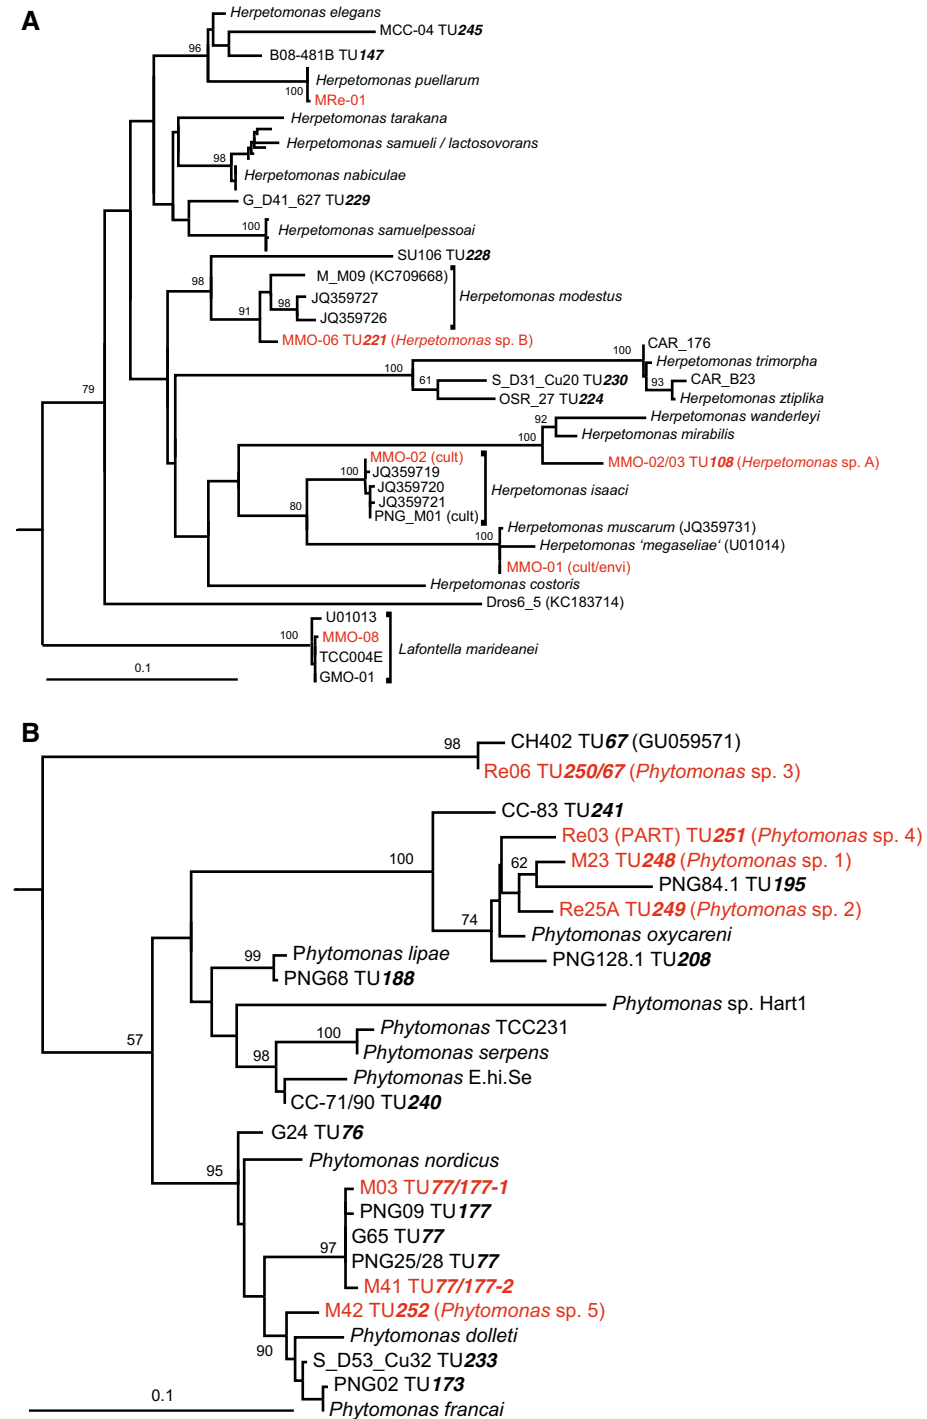 A
Herpetomonas elegans
MCC-04 TU245
96
B08-481B TU147
Herpetomonas puellarum
100
MRe-01
Herpetomonas tarakana
Herpetomonas samueli / lactosovorans
98
Herpetomonas nabiculae
G_D41_627 TU229
100
Herpetomonas samuelpessoai
SU106 TU228
98
M_M09 (KC709668)
JQ359727
Herpetomonas modestus
98
91
JQ359726
MMO-06 TU221 (Herpetomonas sp. B)
CAR_176
100
Herpetomonas trimorpha
100
61
S_D31_Cu20 TU230
93
CAR_B23
79
OSR_27 TU224
Herpetomonas ztiplika
92
Herpetomonas wanderleyi
100
Herpetomonas mirabilis
MMO-02 (cult)
MMO-02/03 TU108 (Herpetomonas sp. A)
100
JQ359719
JQ359720
Herpetomonas isaaci
JQ359721
80
PNG_M01 (cult)
Herpetomonas muscarum (JQ359731)
100
Herpetomonas ‘megaseliae‘ (U01014)
MMO-01 (cult/envi)
Herpetomonas costoris
Dros6_5 (KC183714)
U01013
100
MMO-08
Lafontella marideanei
TCC004E
0.1
GMO-01
B
98
CH402 TU67 (GU059571)
Re06 TU250/67 (Phytomonas sp. 3)
CC-83 TU241
Re03 (PART) TU251 (Phytomonas sp. 4)
100
62
M23 TU248 (Phytomonas sp. 1)
PNG84.1 TU195
Re25A TU249 (Phytomonas sp. 2)
74
Phytomonas oxycareni
99
Phytomonas lipae
PNG128.1 TU208
PNG68 TU188
Phytomonas sp. Hart1
100
Phytomonas TCC231
57
98
Phytomonas serpens
Phytomonas E.hi.Se
CC-71/90 TU240
G24 TU76
95
Phytomonas nordicus
M03 TU77/177-1
PNG09 TU177
G65 TU77
97
PNG25/28 TU77
M41 TU77/177-2
M42 TU252 (Phytomonas sp. 5)
Phytomonas dolleti
90
S_D53_Cu32 TU233
PNG02 TU173
0.1
Phytomonas francai